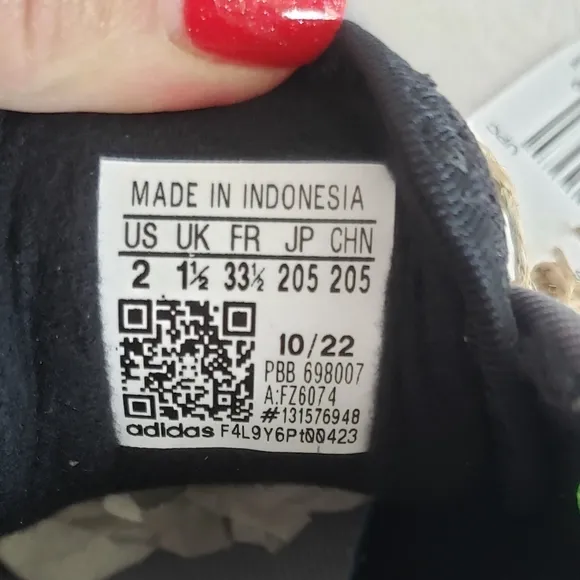 MADE IN INDONESIA
US UK FR JP CHN
2 1½ 33½ 205 205
10/22
PBB 698007
A:FZ6074
#131576948
adidas F4L9Y6Pt00423